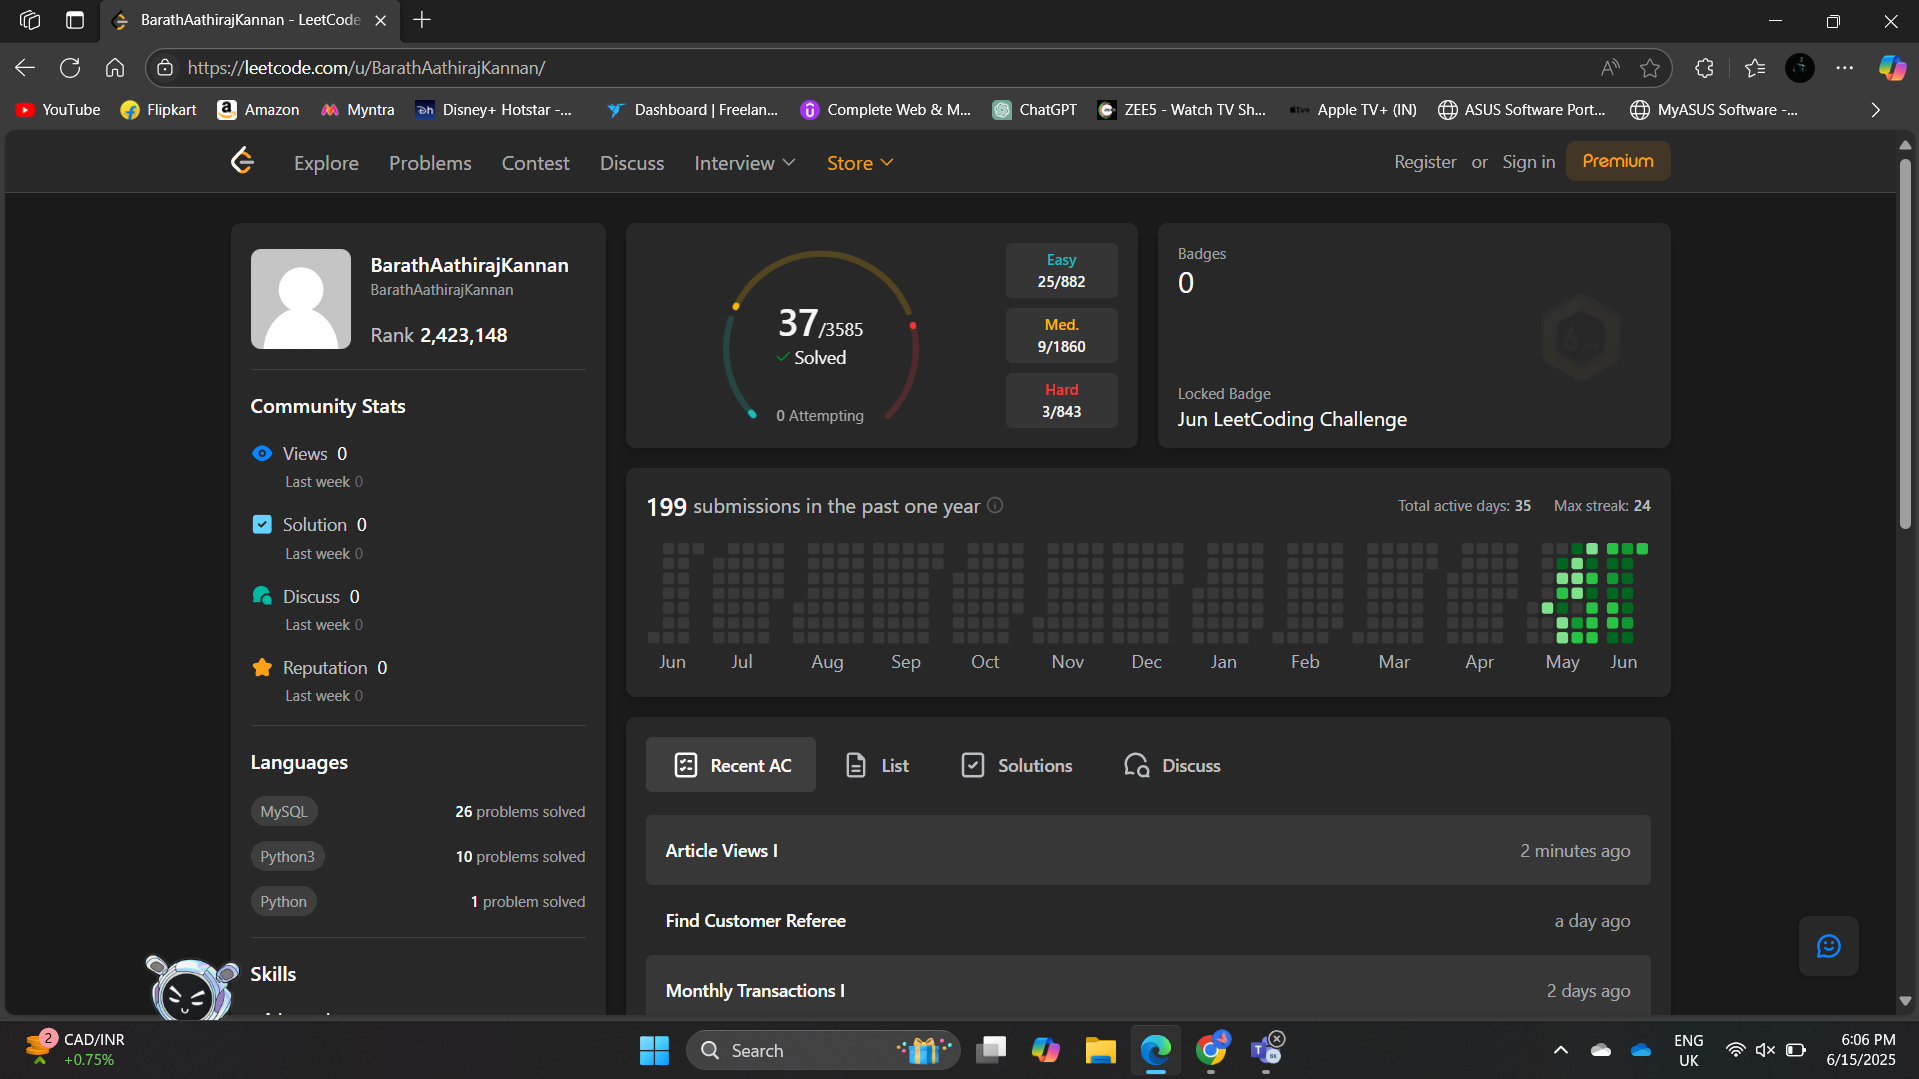 BarathAathirajKannan - LeetCode
https://leetcode.com/u/BarathAathirajKannan/
YouTube
Flipkart
Amazon
Myntra
Disney+ Hotstar -...
Dashboard | Freelan...
Complete Web & M...
ChatGPT
ZEE5 - Watch TV Sh...
Apple TV+ (IN)
ASUS Software Port...
MyASUS Software -...
Explore
Problems
Contest
Discuss
Interview
Store
Register or Sign in
Premium
BarathAathirajKannan
BarathAathirajKannan
Rank 2,423,148
Community Stats
Views 0
Last week 0
Solution 0
Last week 0
Discuss 0
Last week 0
Reputation 0
Last week 0
Languages
MySQL 26 problems solved
Python3 10 problems solved
Python 1 problem solved
Skills
37/3585
Solved
0 Attempting
Easy
25/882
Med.
9/1860
Hard
3/843
Badges
0
Locked Badge
Jun LeetCoding Challenge
199 submissions in the past one year
Total active days: 35 Max streak: 24
Jun Jul Aug Sep Oct Nov Dec Jan Feb Mar Apr May Jun
Recent AC
List
Solutions
Discuss
Article Views I 2 minutes ago
Find Customer Referee a day ago
Monthly Transactions I 2 days ago
2
CAD/INR
+0.75%
Search
ENG
UK
6:06 PM
6/15/2025